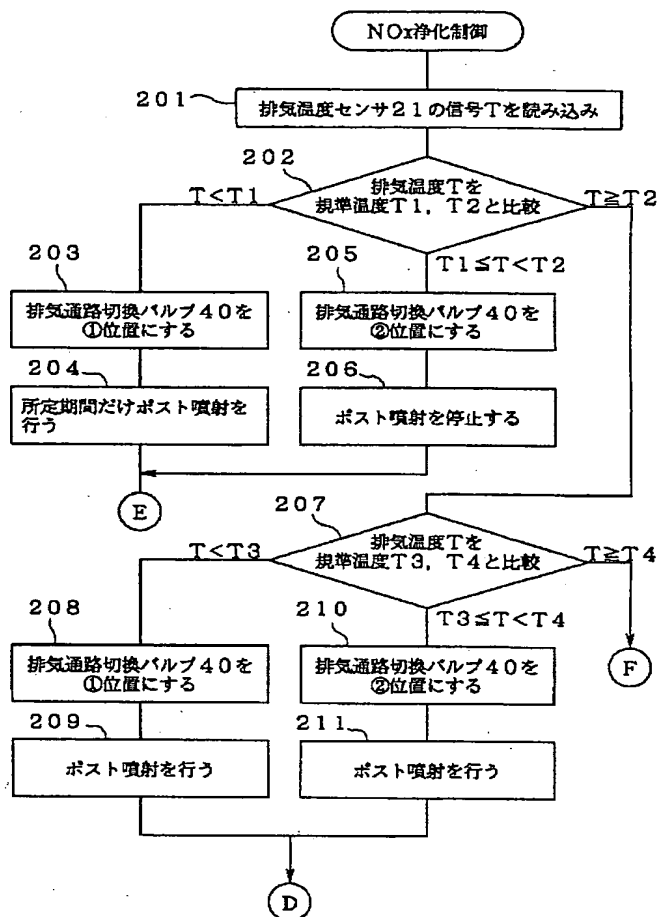 NOx浄化制御
201
排気温度センサ21の信号Tを読み込み
202
排気温度Tを
規準温度T1，T2と比較
T<T1
T≧T2
T1≦T<T2
203
排気通路切換バルブ40を
①位置にする
205
排気通路切換バルブ40を
②位置にする
204
所定期間だけポスト噴射を
行う
206
ポスト噴射を停止する
E
207
排気温度Tを
規準温度T3，T4と比較
T<T3
T≧T4
T3≦T<T4
208
排気通路切換バルブ40を
①位置にする
210
排気通路切換バルブ40を
②位置にする
F
209
ポスト噴射を行う
211
ポスト噴射を行う
D